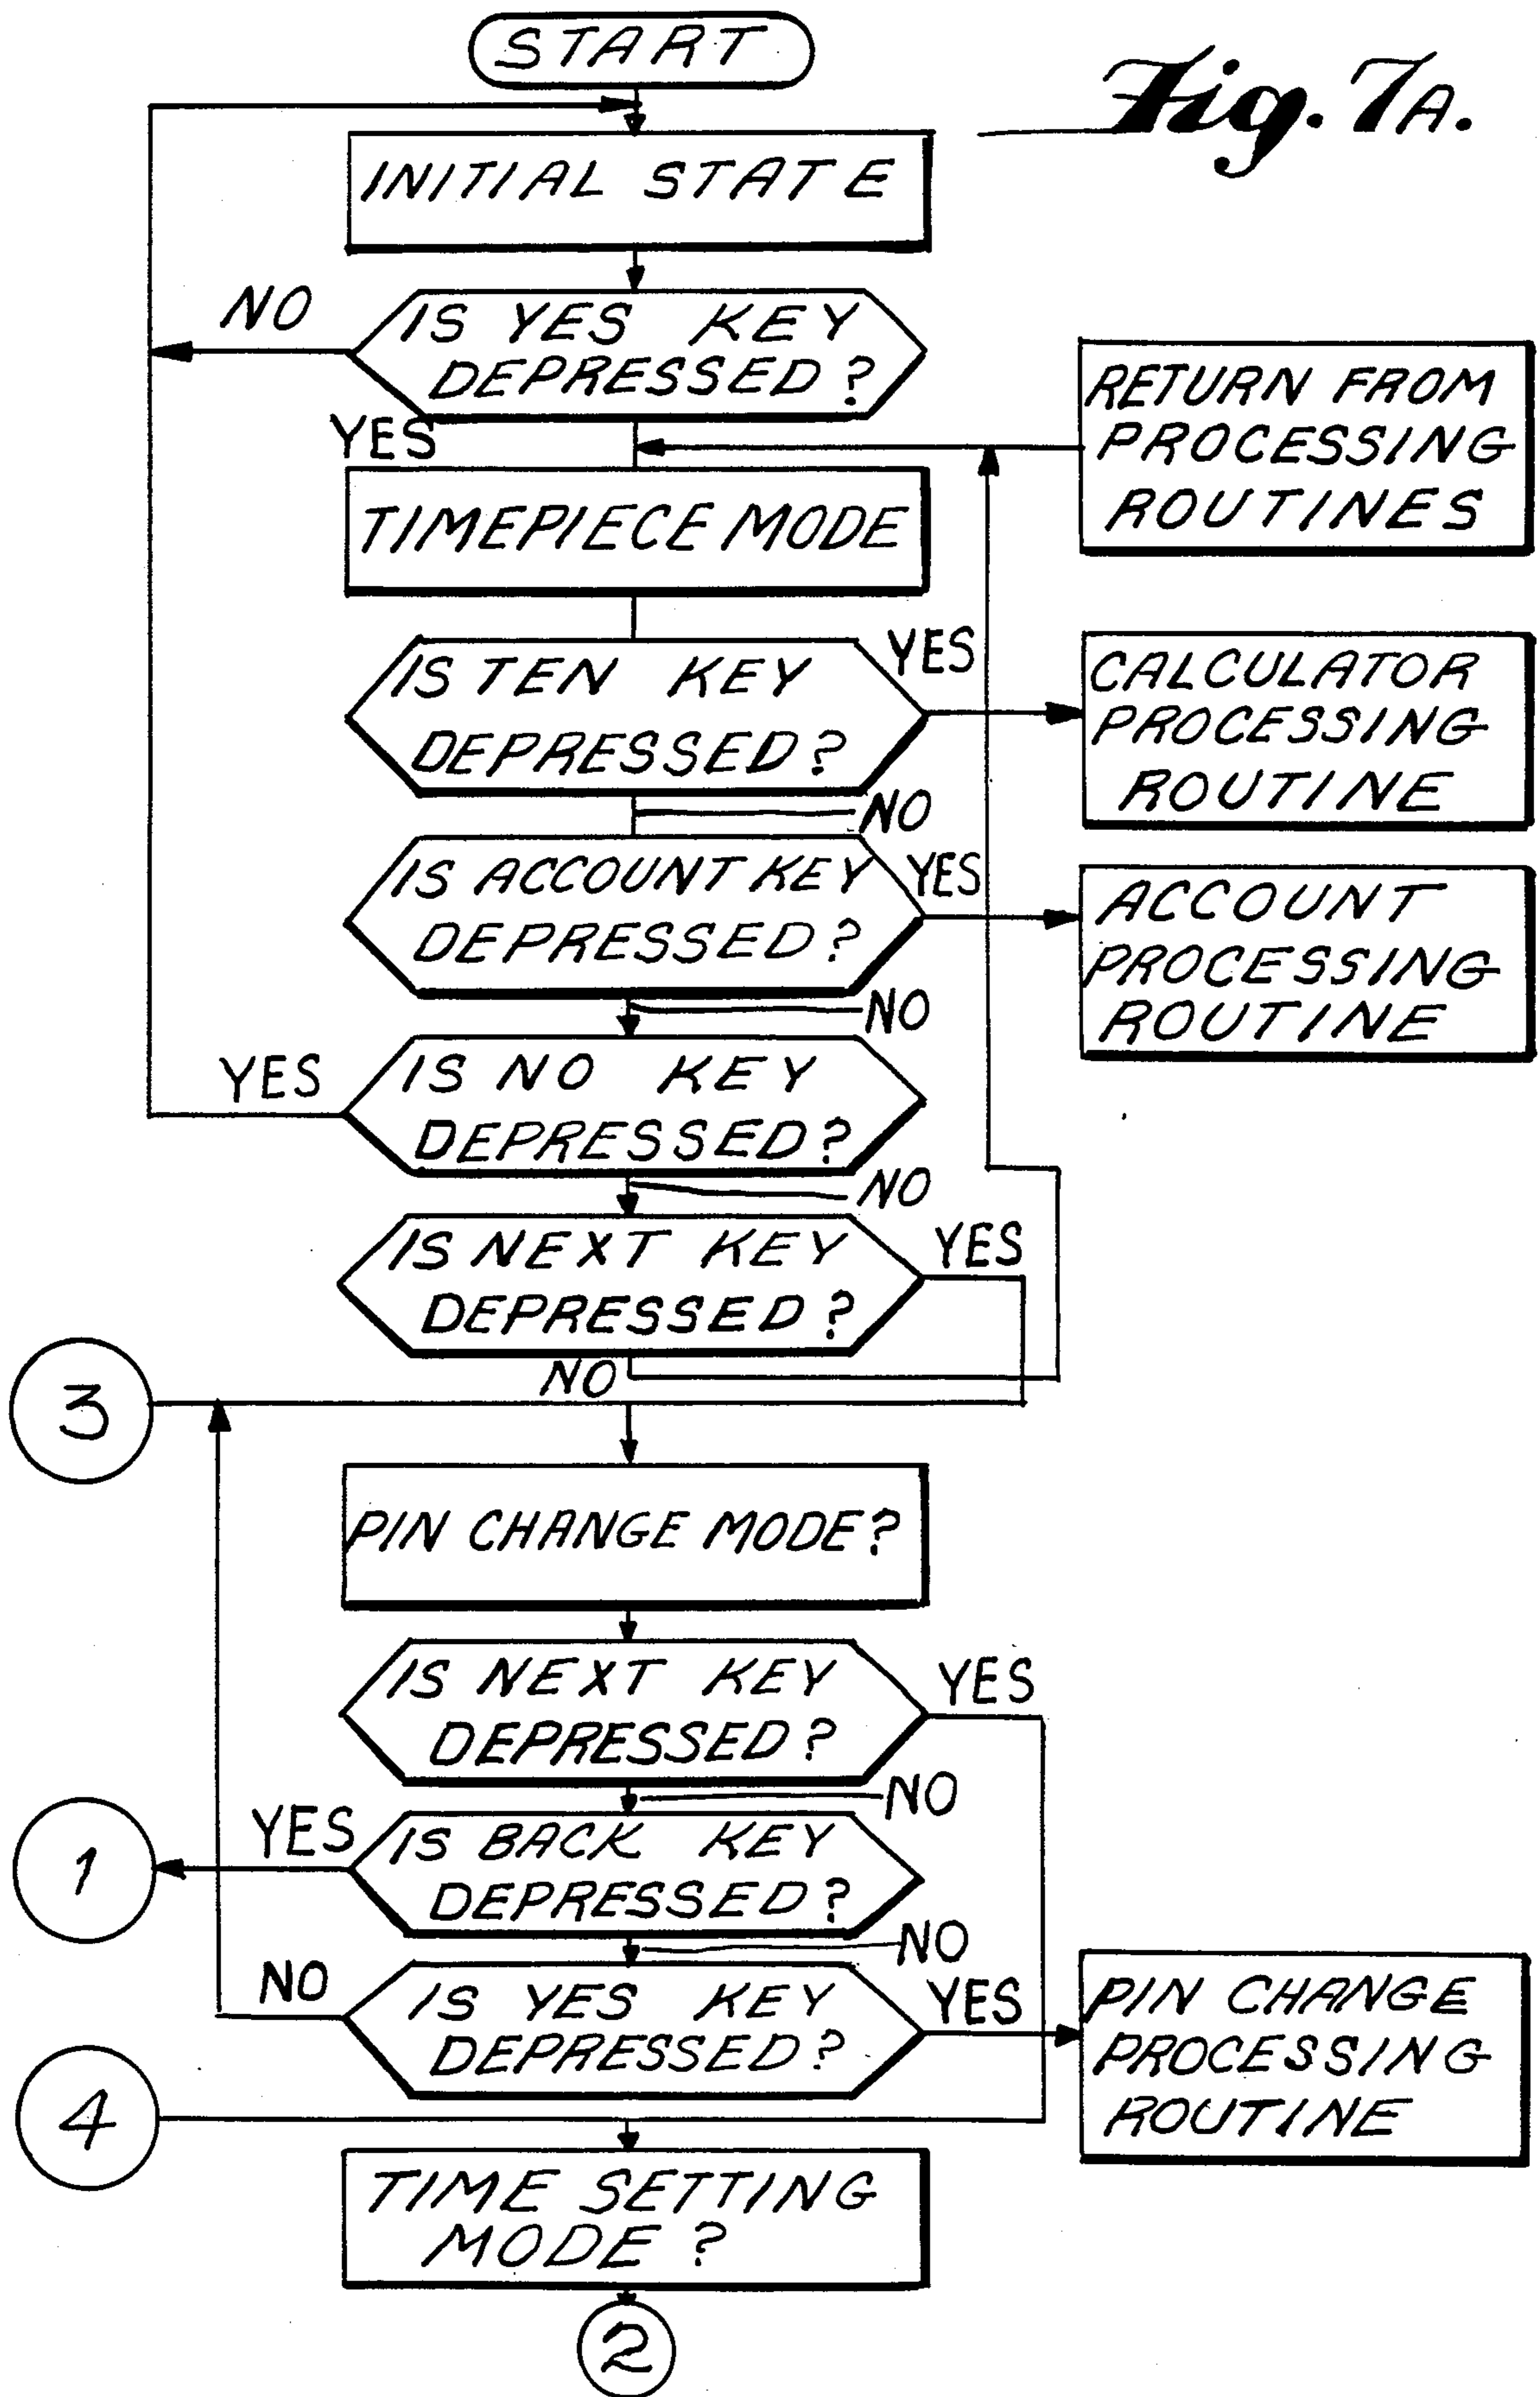 START
Fig. 7A.
INITIAL STATE
NO
IS YES KEY
DEPRESSED?
YES
RETURN FROM
PROCESSING
ROUTINES
TIMEPIECE MODE
IS TEN KEY
DEPRESSED?
YES
CALCULATOR
PROCESSING
ROUTINE
NO
IS ACCOUNT KEY
DEPRESSED?
YES
ACCOUNT
PROCESSING
ROUTINE
NO
YES
IS NO KEY
DEPRESSED?
NO
IS NEXT KEY
DEPRESSED?
YES
NO
3
PIN CHANGE MODE?
IS NEXT KEY
DEPRESSED?
YES
NO
1
YES
IS BACK KEY
DEPRESSED?
NO
NO
IS YES KEY
DEPRESSED?
YES
PIN CHANGE
PROCESSING
ROUTINE
4
TIME SETTING
MODE?
2